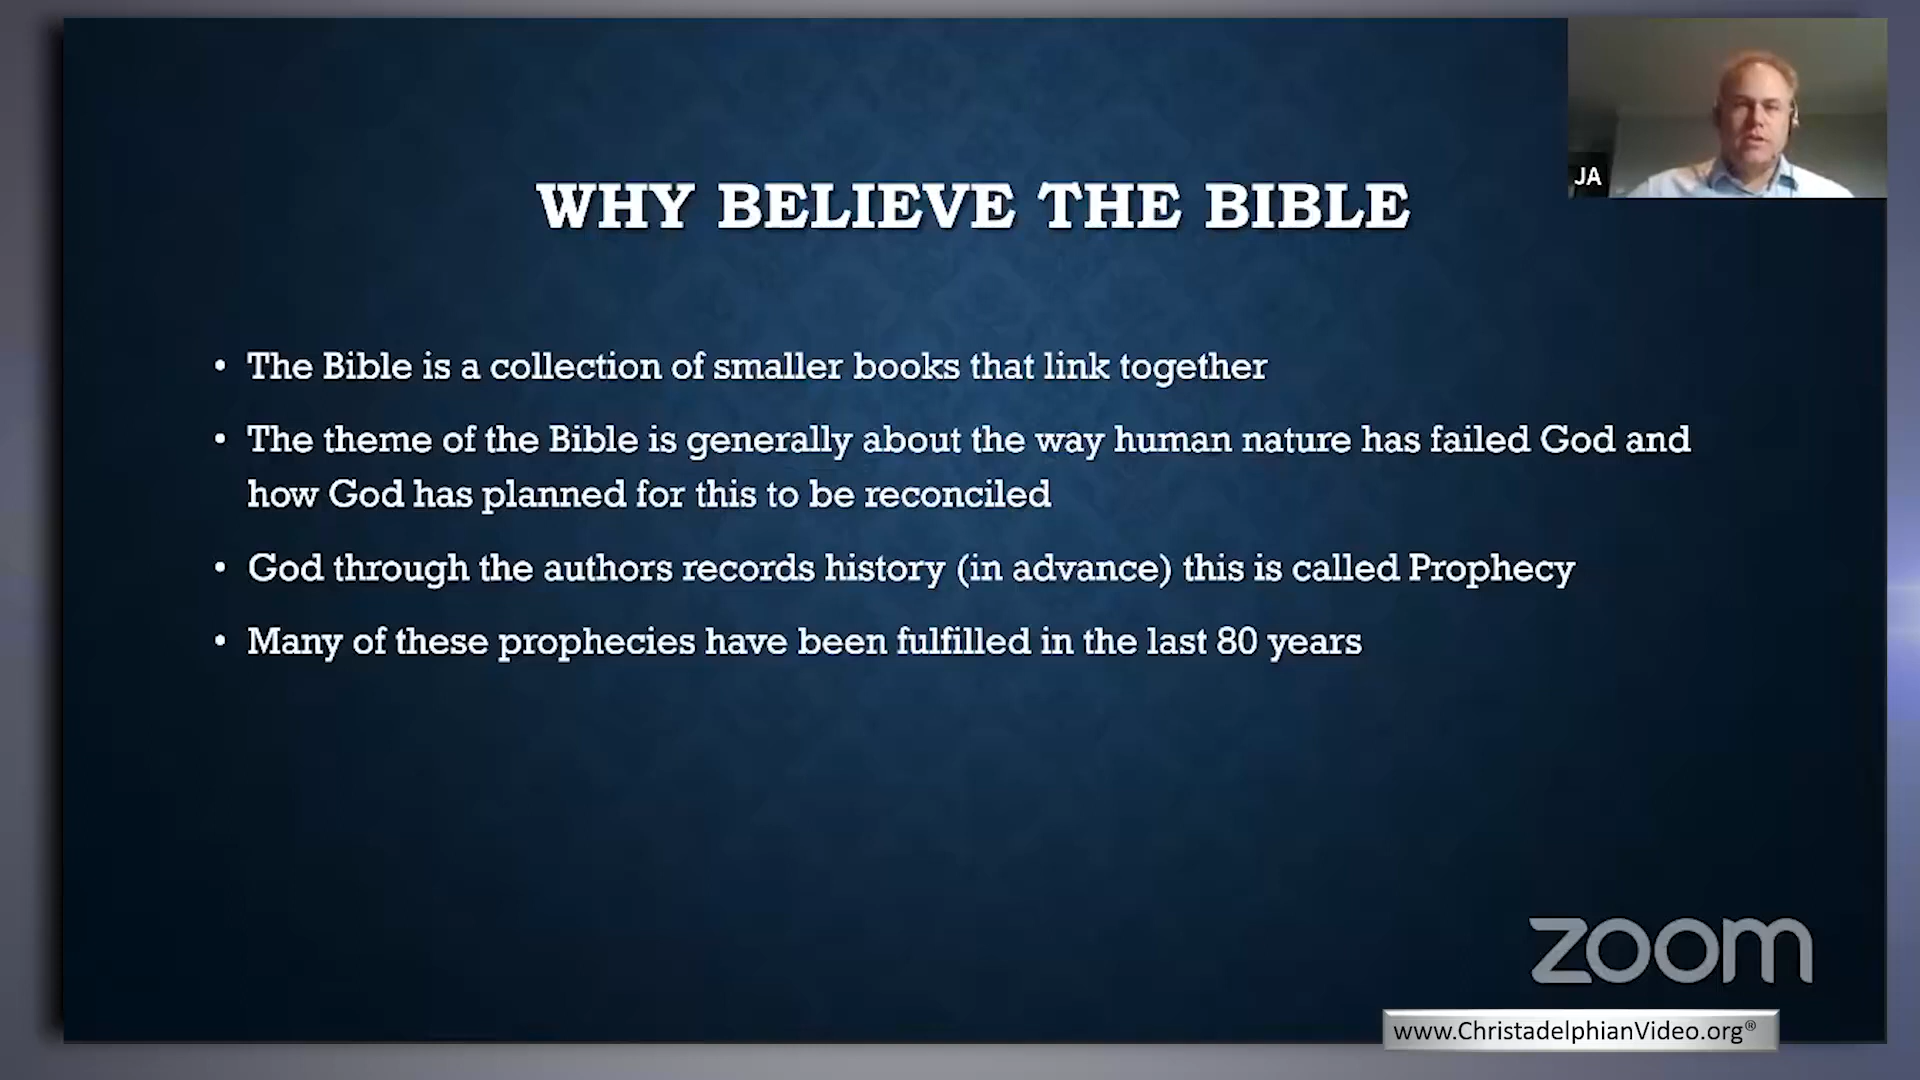 JA
WHY BELIEVE THE BIBLE
• The Bible is a collection of smaller books that link together
• The theme of the Bible is generally about the way human nature has failed God and
how God has planned for this to be reconciled
• God through the authors records history (in advance) this is called Prophecy
• Many of these prophecies have been fulfilled in the last 80 years
zoom
www.ChristadelphianVideo.org®